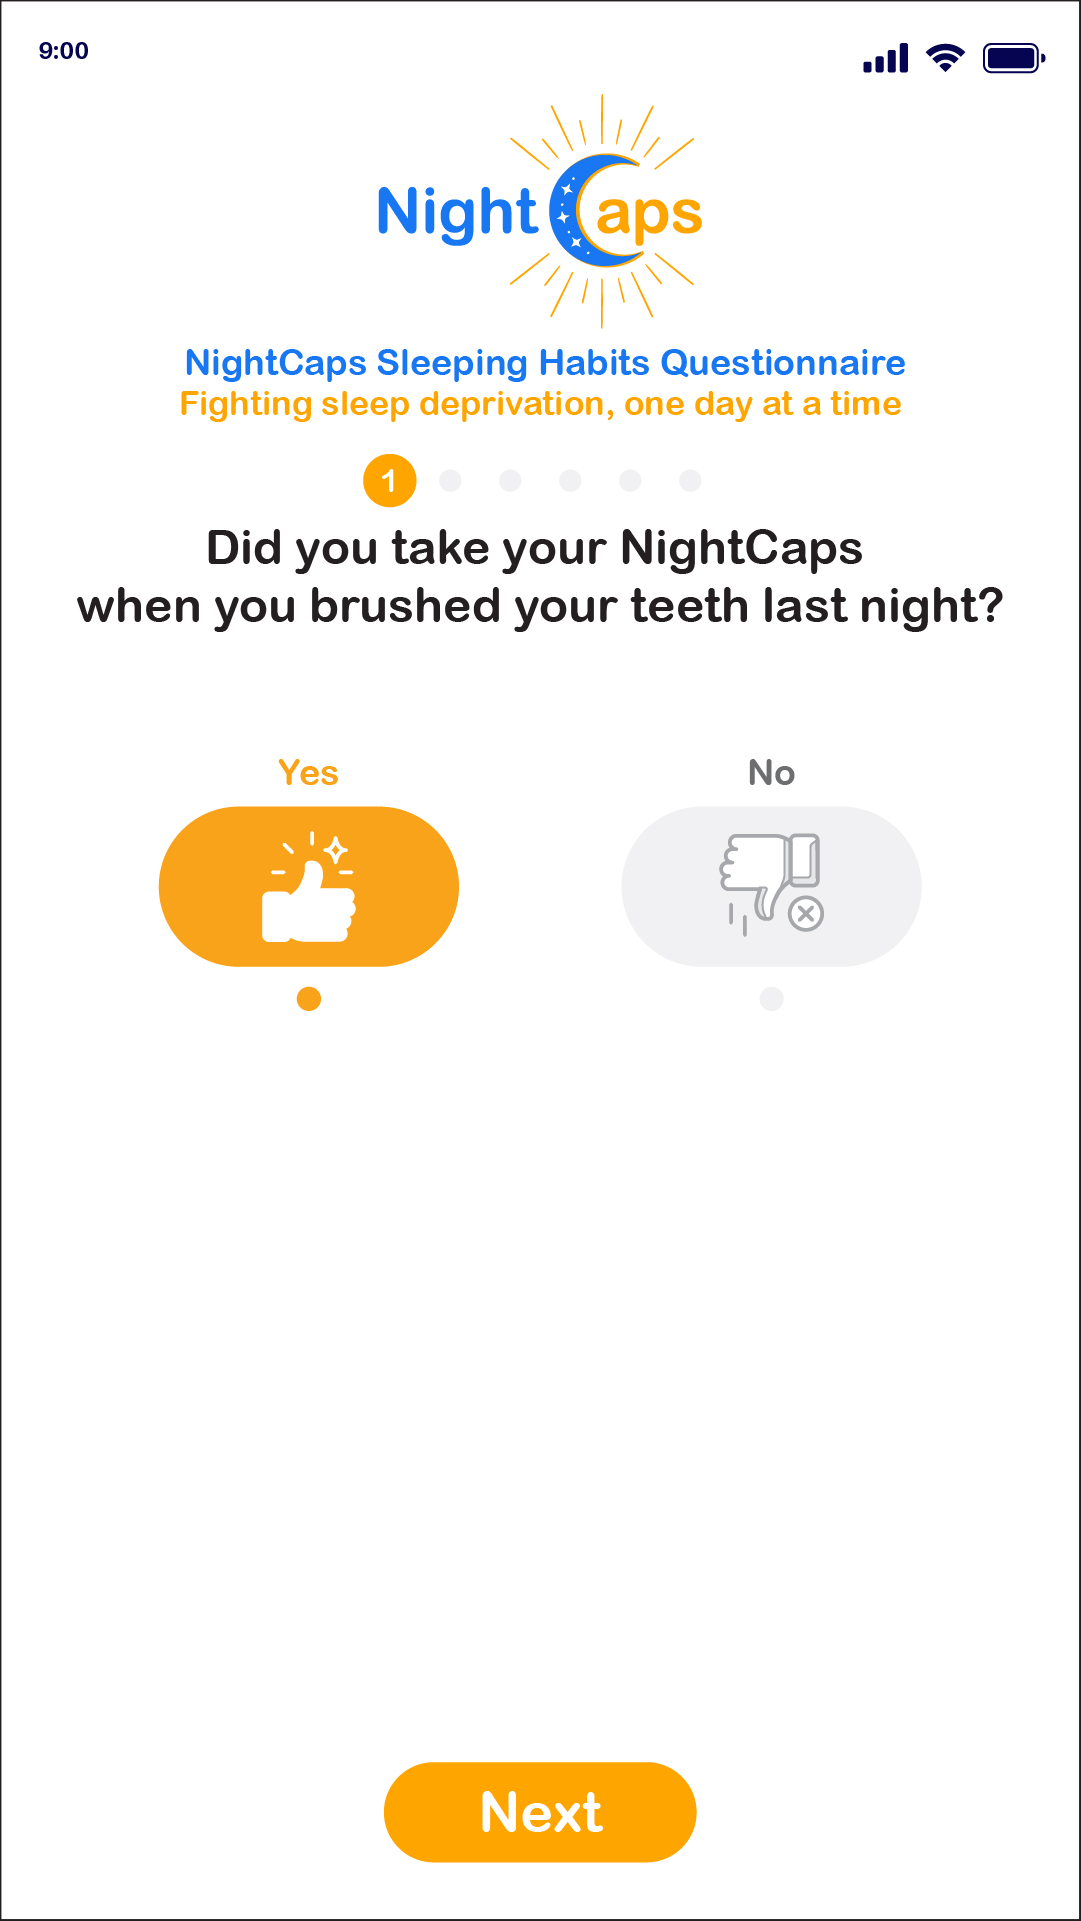 9:00
NightCaps
NightCaps Sleeping Habits Questionnaire
Fighting sleep deprivation, one day at a time
1
Did you take your NightCaps
when you brushed your teeth last night?
Yes
No
Next